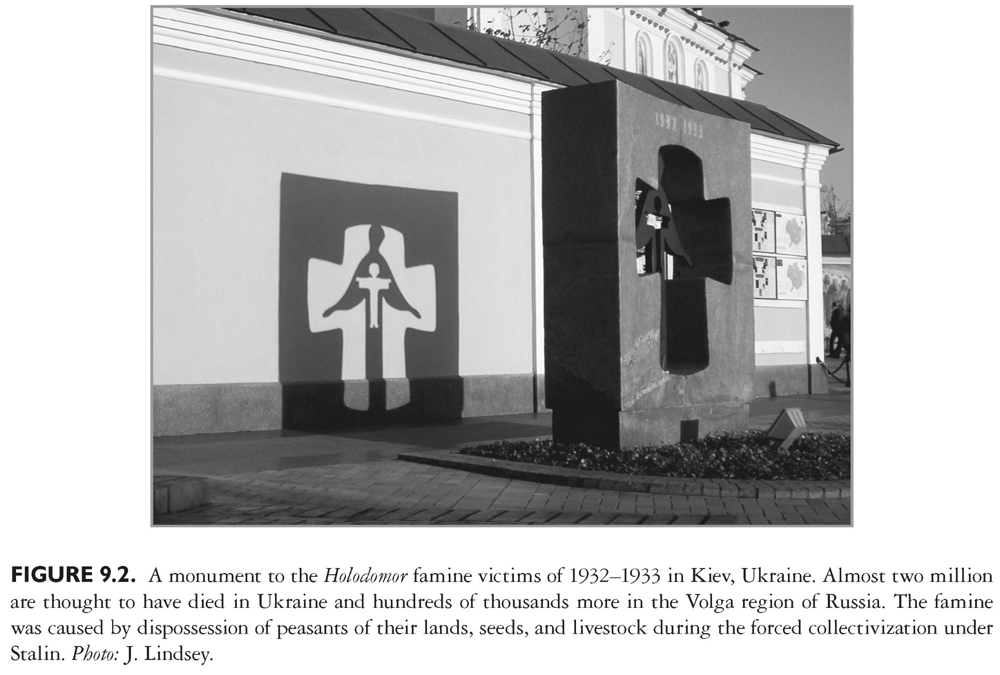 1932 1933
FIGURE 9.2. A monument to the Holodomor famine victims of 1932–1933 in Kiev, Ukraine. Almost two million
are thought to have died in Ukraine and hundreds of thousands more in the Volga region of Russia. The famine
was caused by dispossession of peasants of their lands, seeds, and livestock during the forced collectivization under
Stalin. Photo: J. Lindsey.